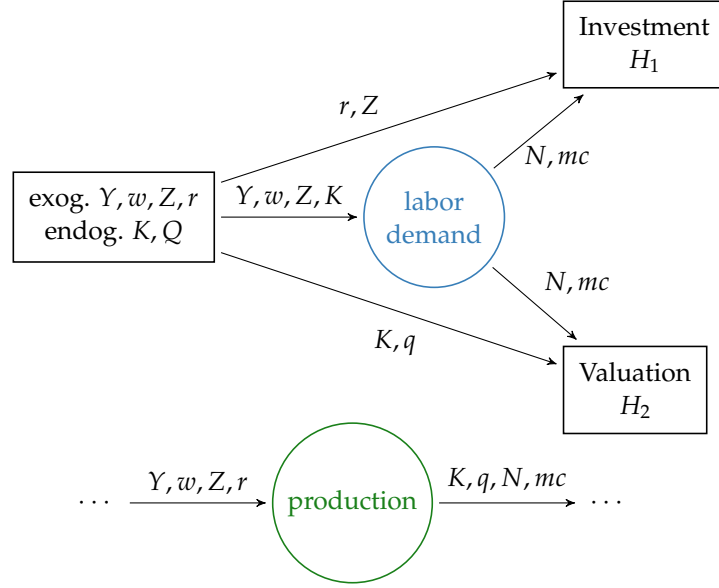 Investment
H₁
r, Z
N, mc
exog. Y, w, Z, r
endog. K, Q
Y, w, Z, K
labor
demand
N, mc
K, q
Valuation
H₂
· · ·
Y, w, Z, r
production
K, q, N, mc
· · ·